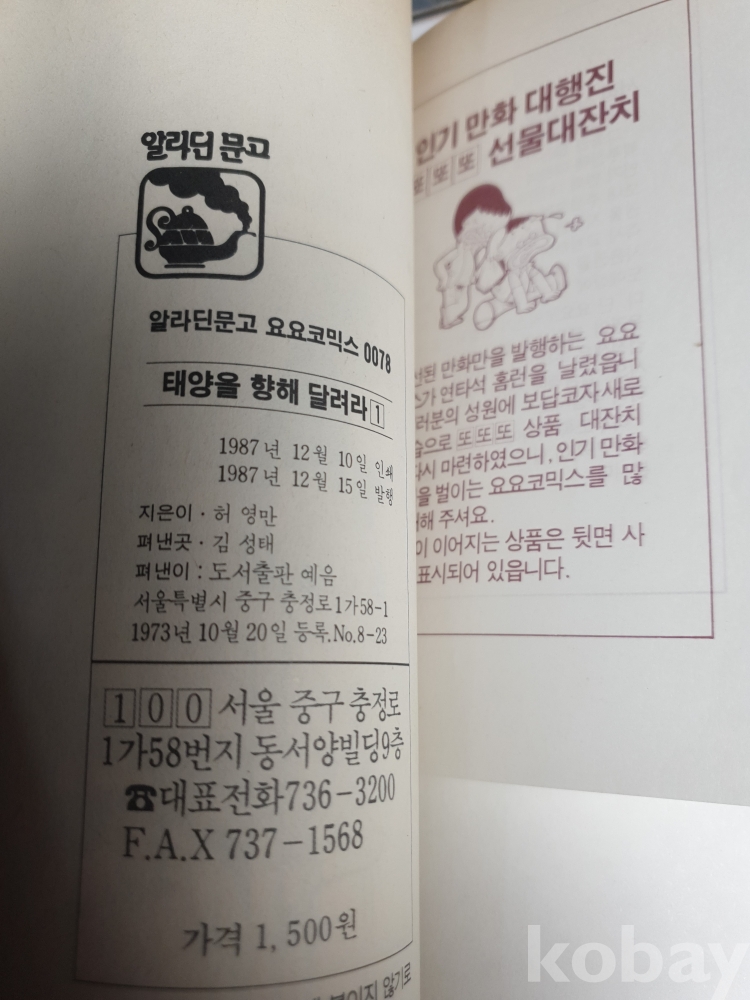 알라딘 문고
알라딘문고 요요코믹스 0078
태양을 향해 달려라 1
1987년 12월 10일 인쇄
1987년 12월 15일 발행
지은이·허 영만
펴낸곳·김 성태
펴낸이 : 도서출판 예음
서울특별시 중구 충정로1가58-1
1973년 10월 20일 등록.No.8-23
100 서울 중구 충정로
1가58번지 동서양빌딩9층
☎대표전화736-3200
F.A.X 737-1568
가격 1,500원
않기로
인기 만화 대행진
또 또 또 선물대잔치
만화만을 발행하는 요요
연타석 홈런을 날렸읍니
성원에 보답코자 새로
또또또 상품 대잔치
마련하였으니, 인기 만화
벌이는 요요코믹스를 많
주셔요.
이어지는 상품은 뒷면 사
표시되어 있읍니다.
kobay